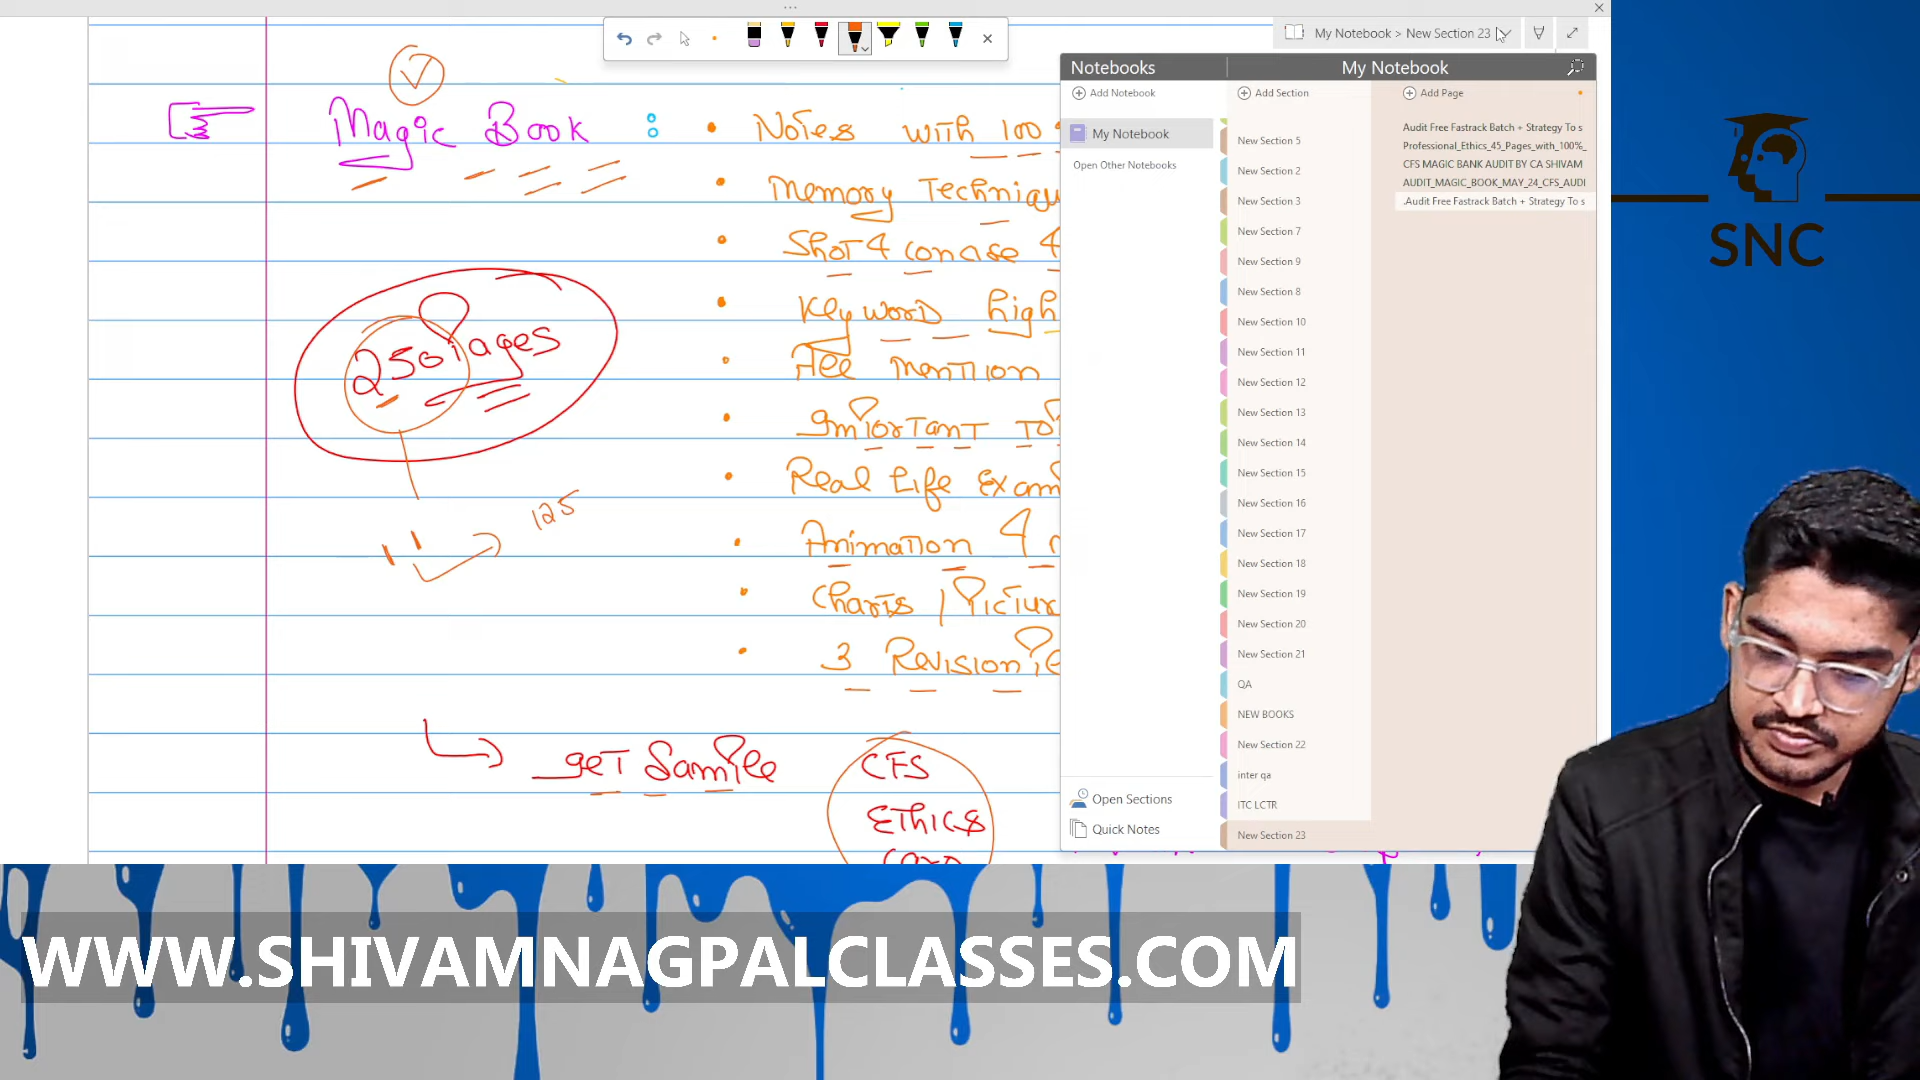 My Notebook > New Section 23
Notebooks
My Notebook
Add Notebook
Add Section
Add Page
My Notebook
Open Other Notebooks
New Section 5
New Section 2
New Section 3
New Section 7
New Section 9
New Section 8
New Section 10
New Section 11
New Section 12
New Section 13
New Section 14
New Section 15
New Section 16
New Section 17
New Section 18
New Section 19
New Section 20
New Section 21
QA
NEW BOOKS
New Section 22
inter qa
ITC LCTR
New Section 23
Audit Free Fastrack Batch + Strategy To s
Professional_Ethics_45_Pages_with_100%_
CFS MAGIC BANK AUDIT BY CA SHIVAM
AUDIT_MAGIC_BOOK_MAY_24_CFS_AUDI
.Audit Free Fastrack Batch + Strategy To s
Open Sections
Quick Notes
Magic Book :
• Notes with 100
• Memory Techniqu
• Shot & concise &
• Keyword high
• All mention
• Important To
• Real life Exam
• Animation &
• Charts | Pictur
• 3 Revision
250 Pages
125
get Sample
CFS
Ethics
SNC
WWW.SHIVAMNAGPALCLASSES.COM